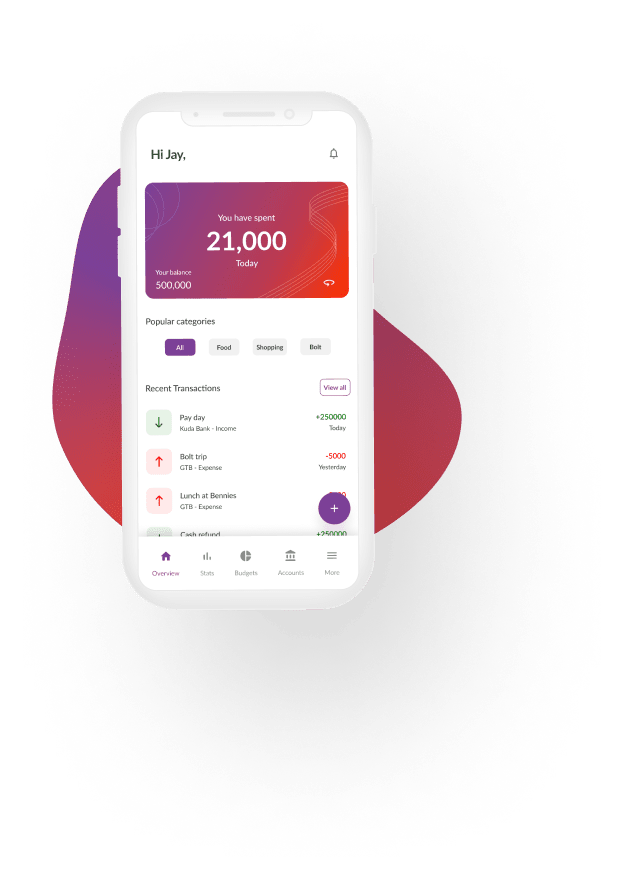 Hi Jay,
You have spent
21,000
Today
Your balance
500,000
Popular categories
All Food Shopping Bolt
Recent Transactions View all
Pay day +250000
Kuda Bank - Income Today
Bolt trip -5000
GTB - Expense Yesterday
Lunch at Bennies
GTB - Expense
Cash refund +250000
+
Overview Stats Budgets Accounts More